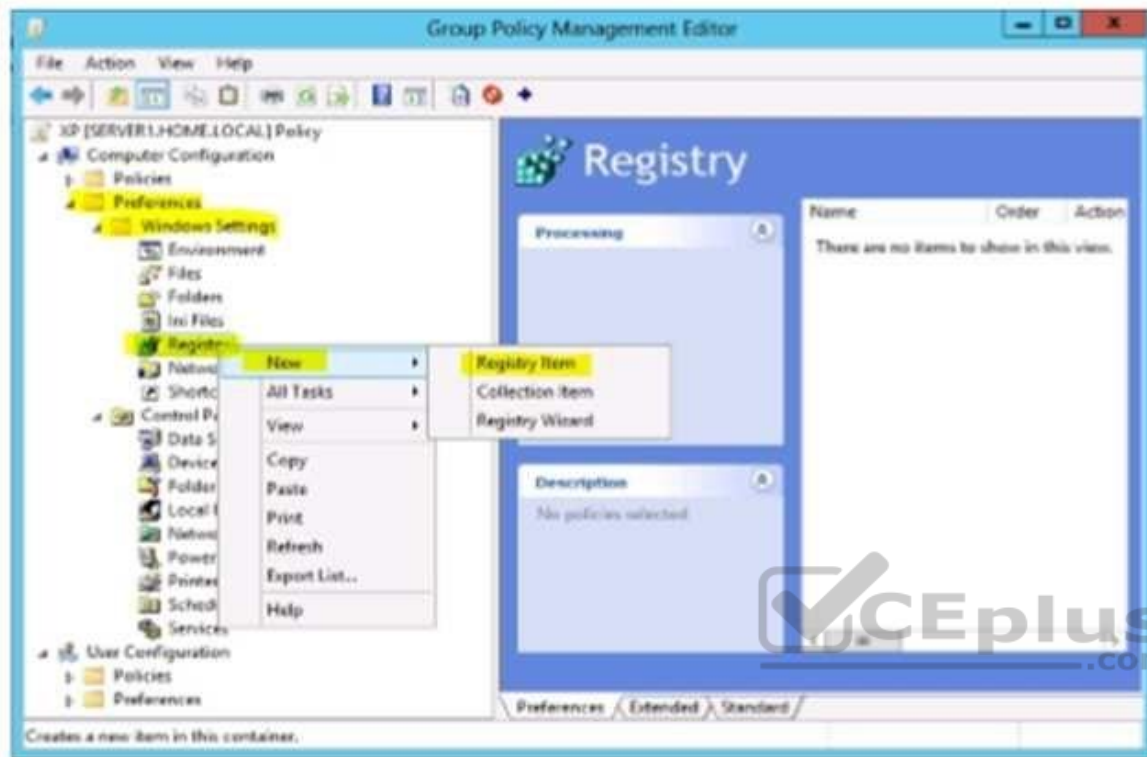 Group Policy Management Editor
File Action View Help
XP [SERVER1.HOME.LOCAL] Policy
Computer Configuration
Policies
Preferences
Windows Settings
Environment
Files
Folders
Ini Files
Registry
Netwo
Shortc
Control Pa
Data S
Device
Folder
Local
Netwo
Power
Printer
Sched
Services
User Configuration
Policies
Preferences
New
All Tasks
View
Copy
Paste
Print
Refresh
Export List...
Help
Registry Item
Collection Item
Registry Wizard
Registry
Processing
Description
No policies selected
Name Order Action
There are no items to show in this view.
Preferences Extended Standard
Creates a new item in this container.
VCEplus
.com